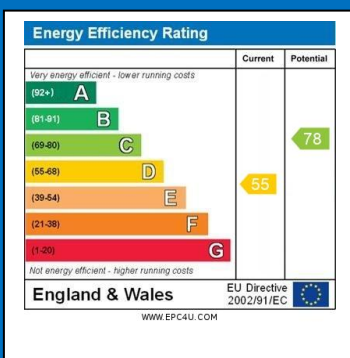 Energy Efficiency Rating
Current Potential
Very energy efficient - lower running costs
(92+) A
(81-91) B
(69-80) C
78
(55-68) D
55
(39-54) E
(21-38) F
(1-20) G
Not energy efficient - higher running costs
England & Wales
EU Directive
2002/91/EC
WWW.EPC4U.COM